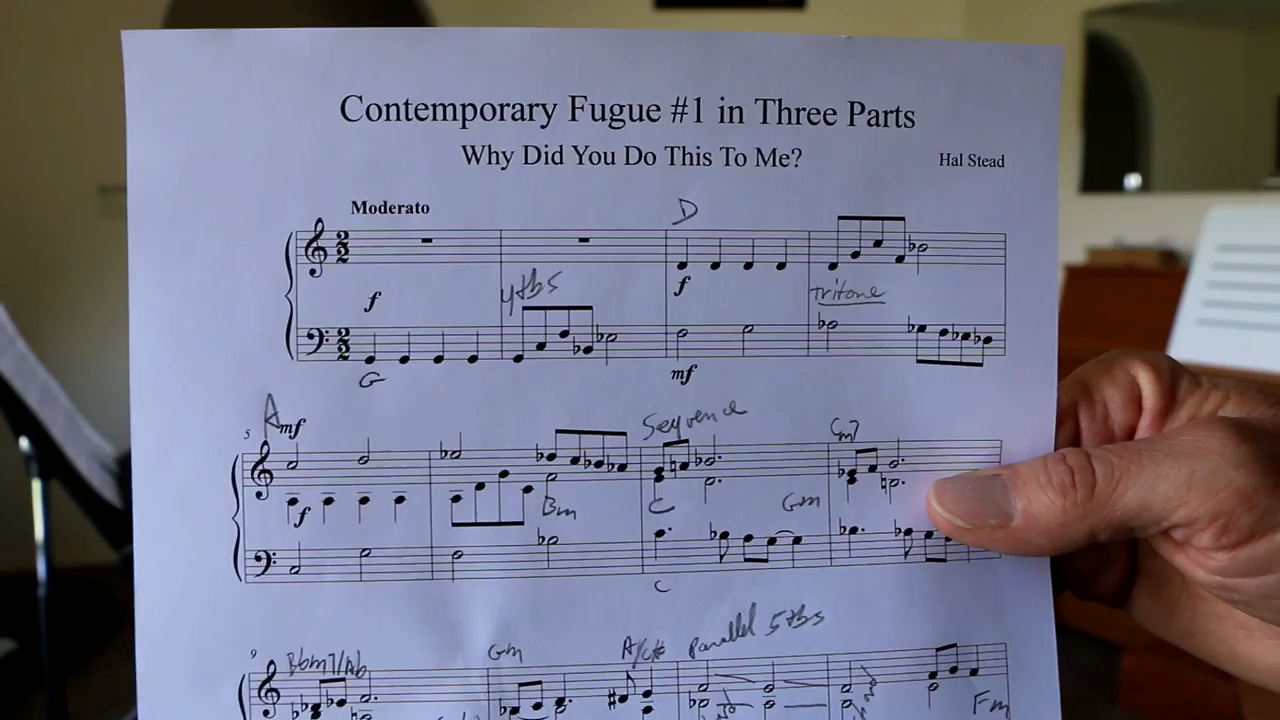 Contemporary Fugue #1 in Three Parts
Why Did You Do This To Me?
Hal Stead
Moderato
D
f
4ths
f
Tritone
G
mf
A mf
Sequence
Cm7
5
f
Bm
C
Gm
C
9
Bbm7/Ab
Gm
A/C#
Parallel 5ths
Fm